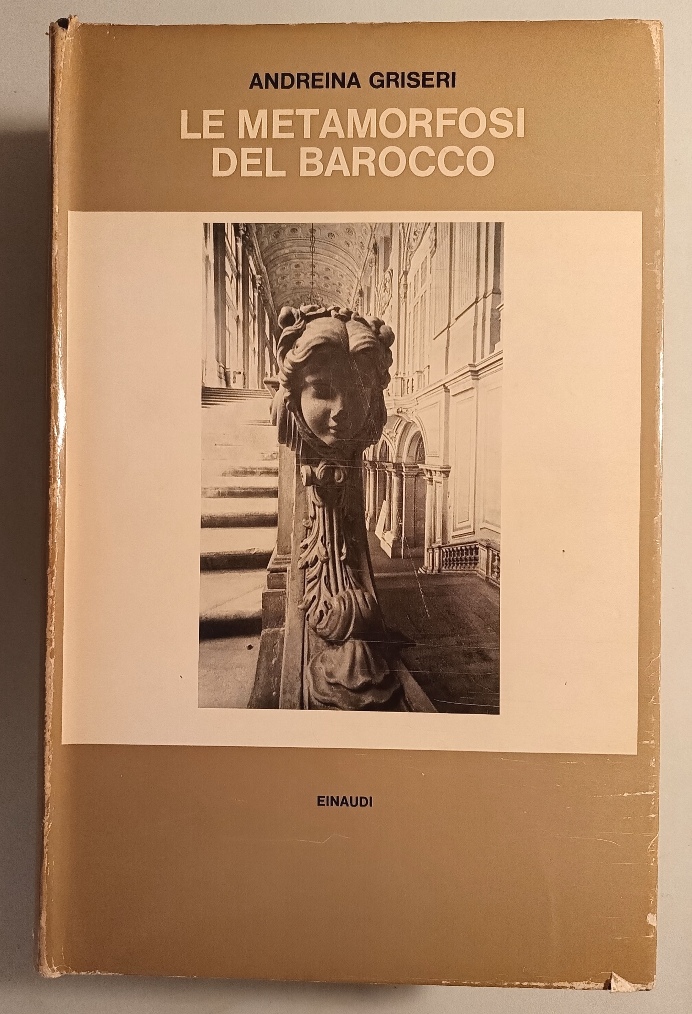 ANDREINA GRISERI
LE METAMORFOSI
DEL BAROCCO
EINAUDI